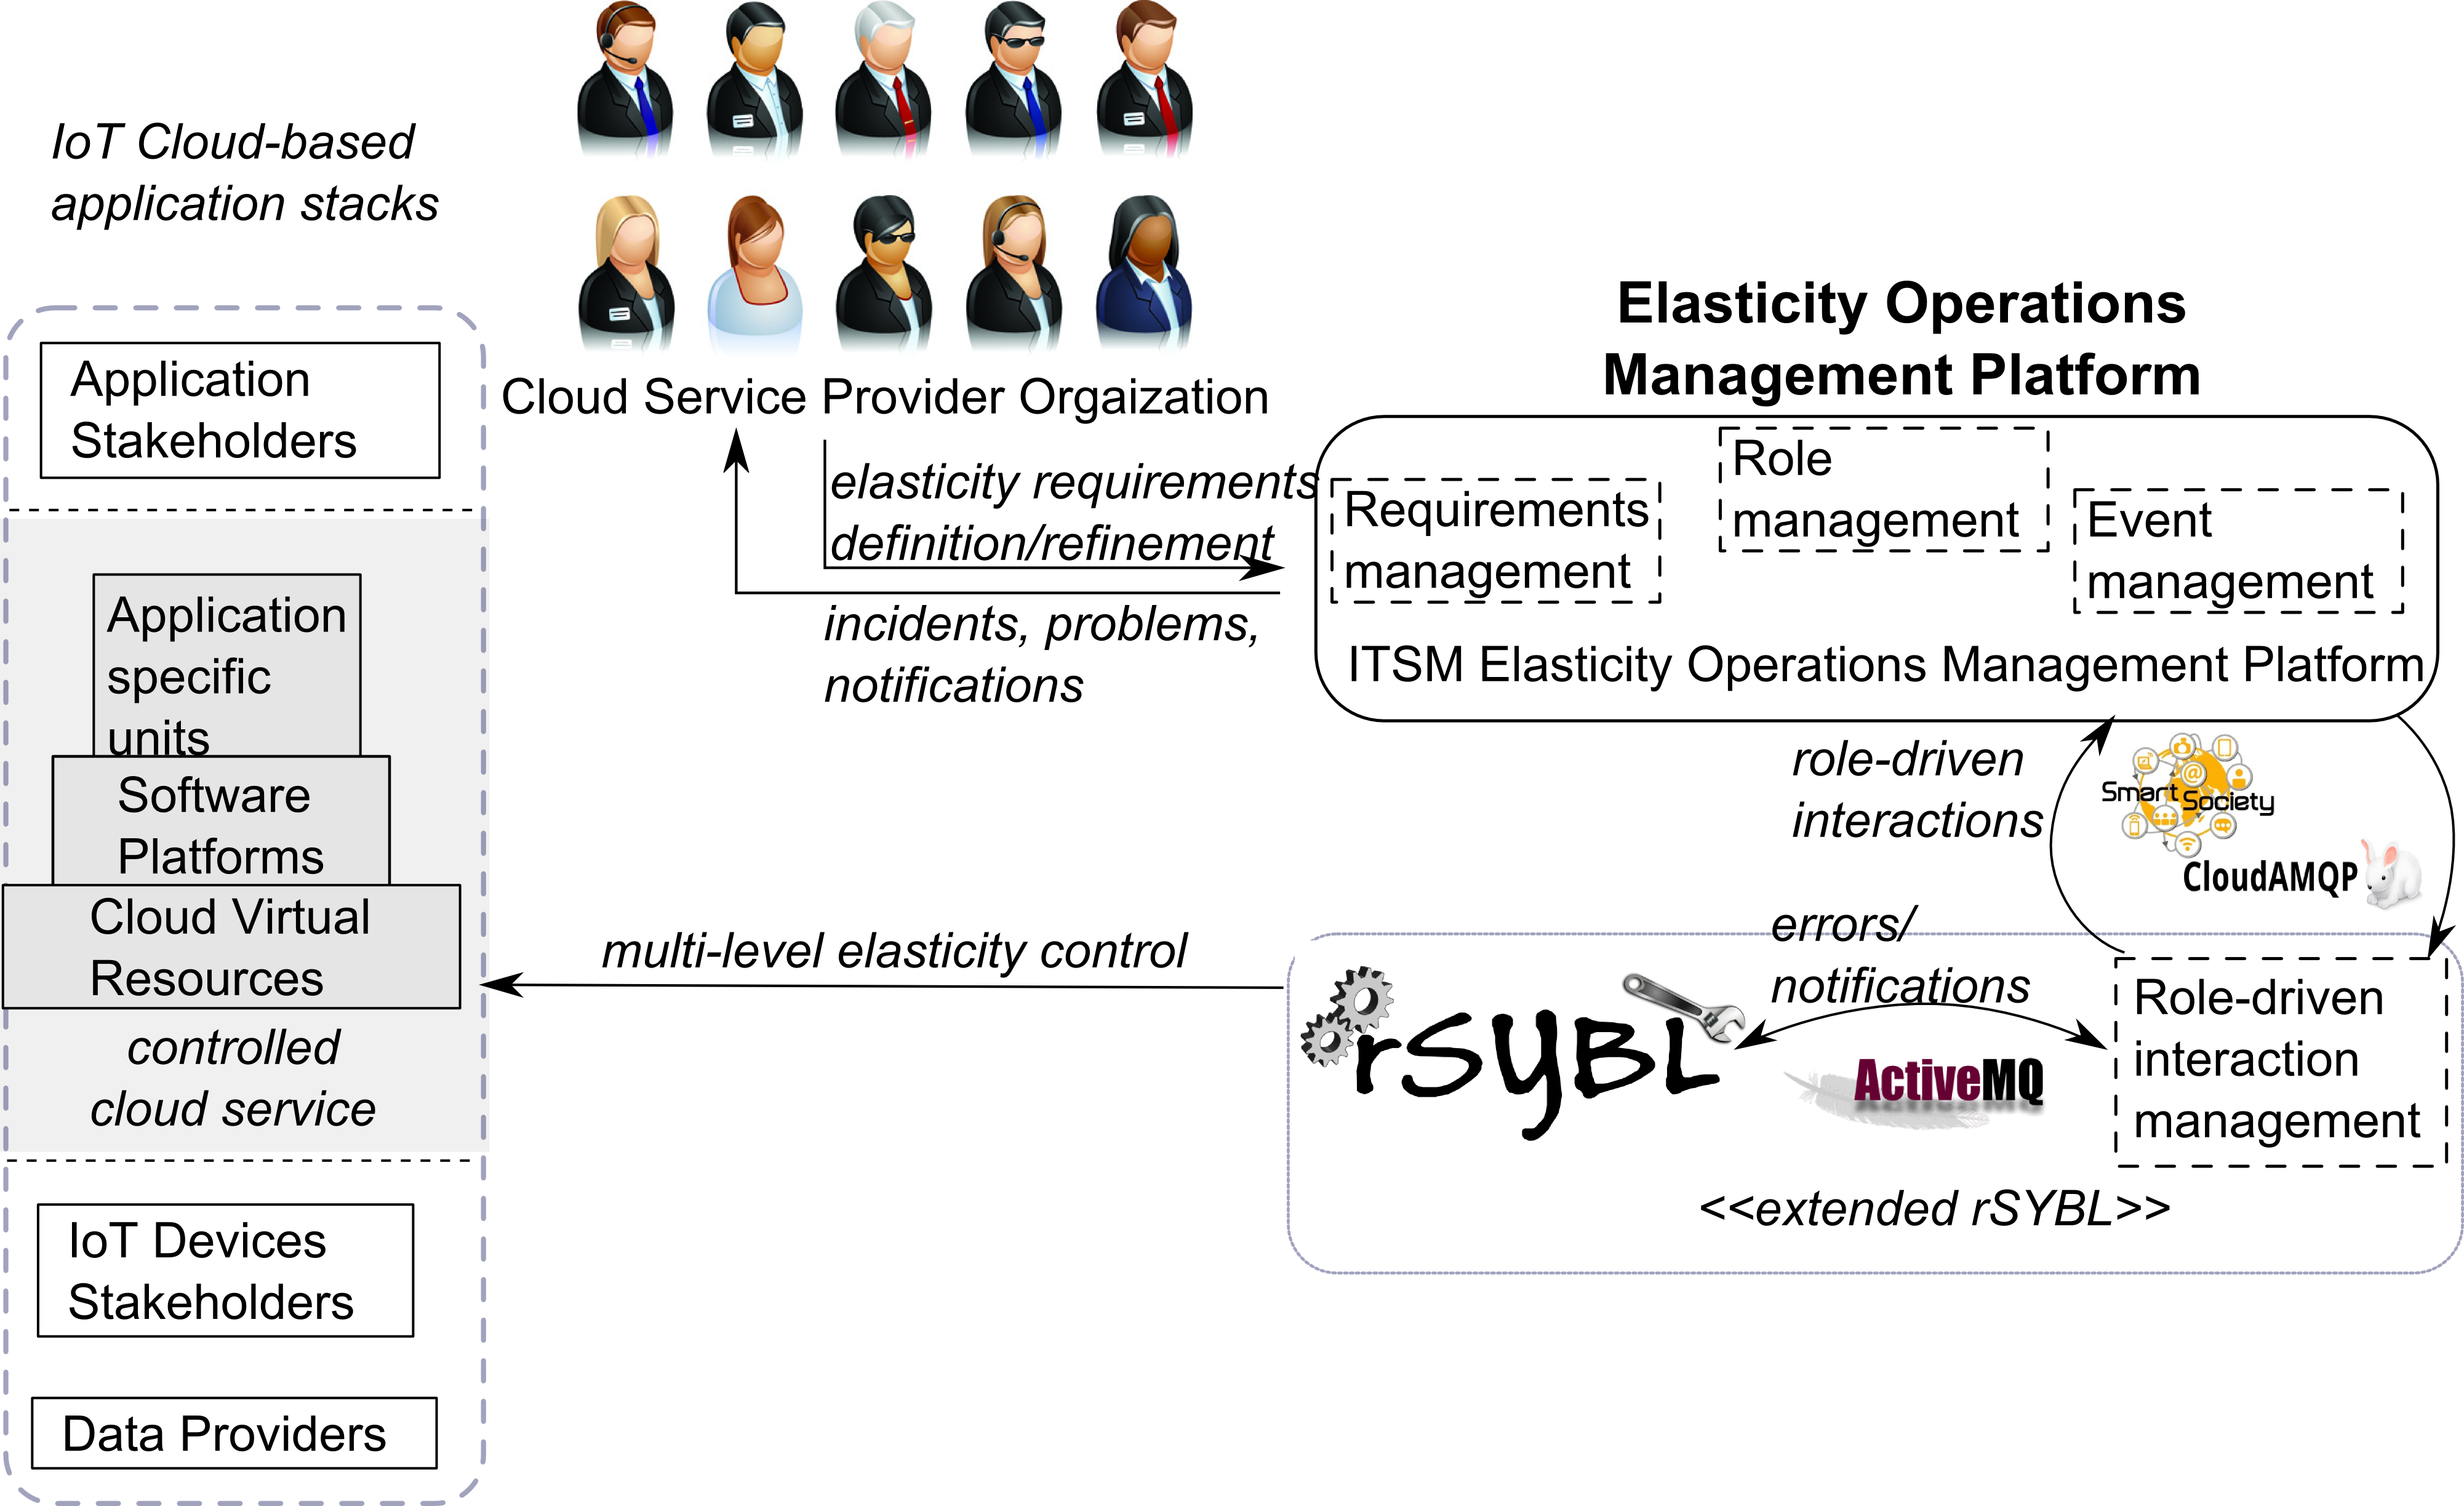 IoT Cloud-based
application stacks
Application
Stakeholders
Application
specific
units
Software
Platforms
Cloud Virtual
Resources
controlled
cloud service
IoT Devices
Stakeholders
Data Providers
Cloud Service Provider Orgaization
elasticity requirements
definition/refinement
incidents, problems,
notifications
multi-level elasticity control
Elasticity Operations
Management Platform
Requirements
management
Role
management
Event
management
ITSM Elasticity Operations Management Platform
role-driven
interactions
Smart Society
@
CloudAMQP
errors/
notifications
rSYBL
ActiveMQ
Role-driven
interaction
management
<<extended rSYBL>>